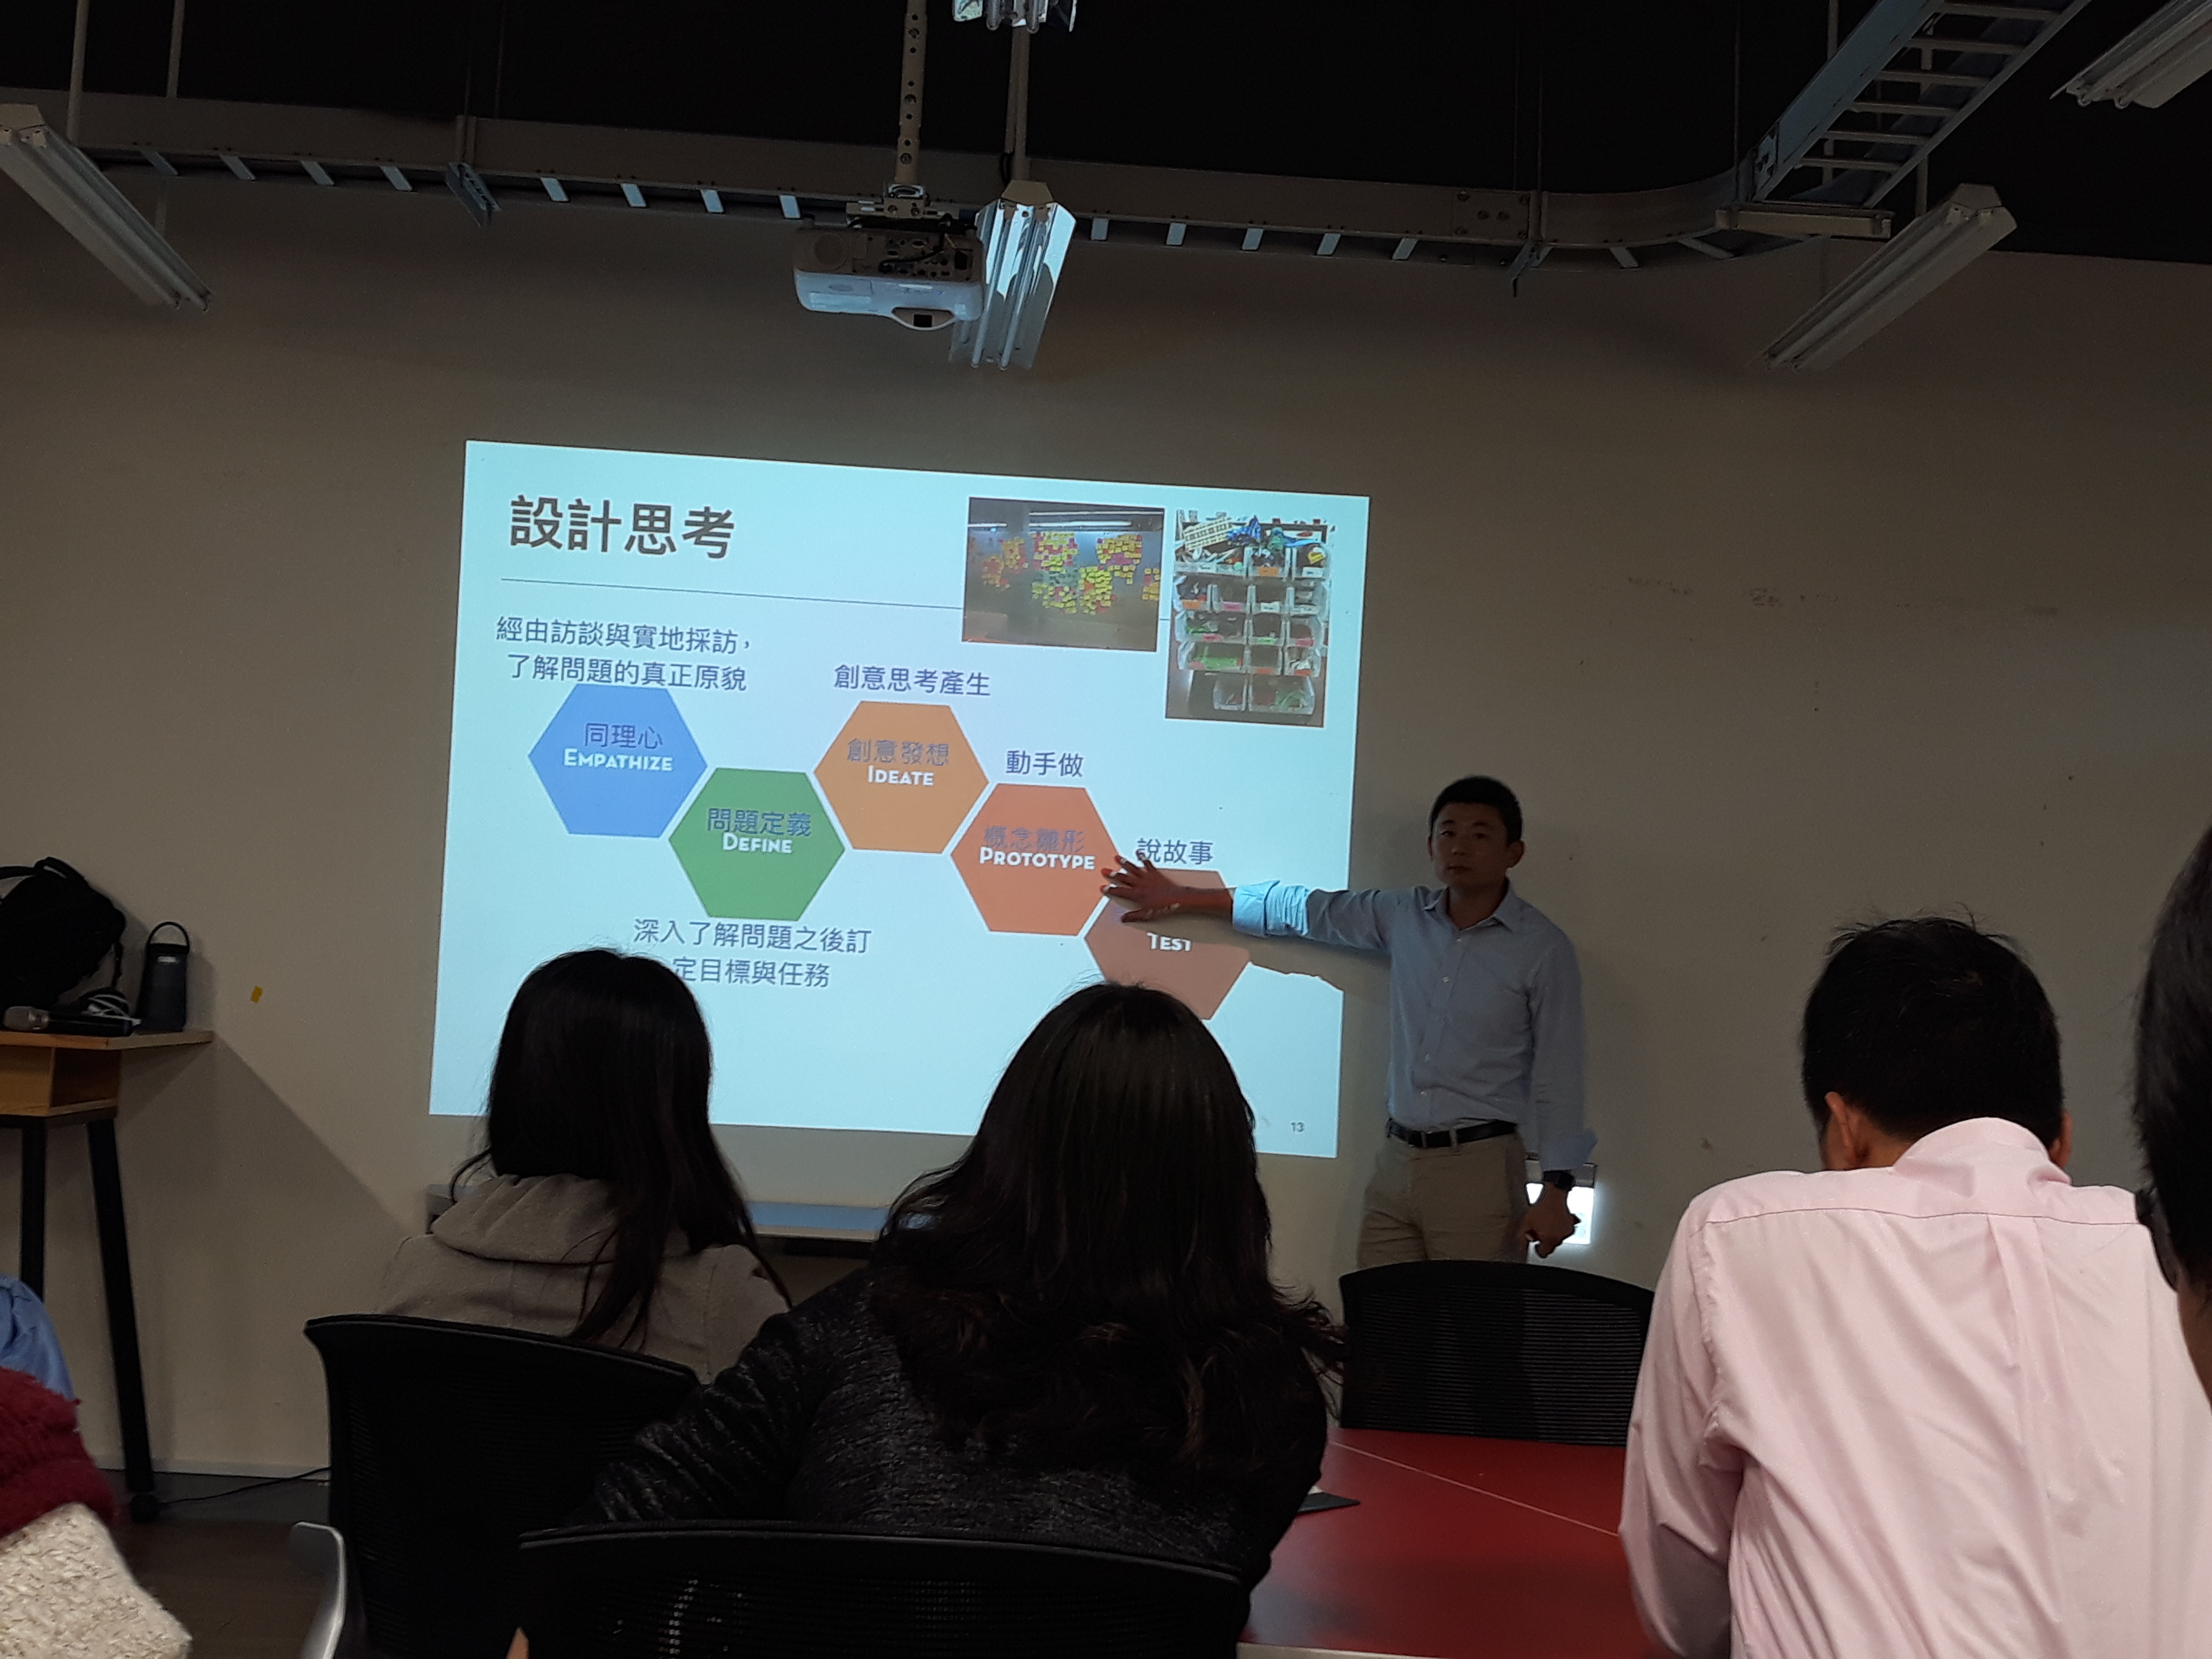 設計思考
經由訪談與實地採訪，
了解問題的真正原貌
創意思考產生
同理心
EMPATHIZE
創意發想
IDEATE
動手做
問題定義
DEFINE
概念雛形
PROTOTYPE
說故事
TEST
深入了解問題之後訂
定目標與任務
13